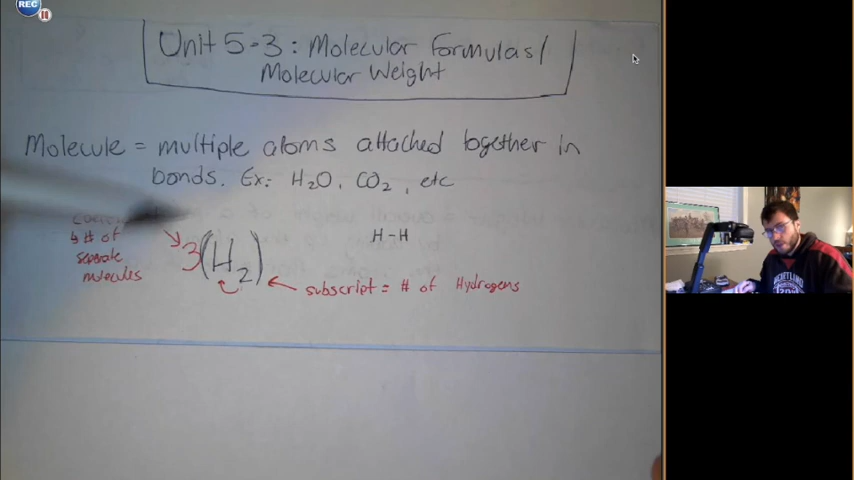 REC
Unit 5-3: Molecular Formulas/
Molecular Weight
Molecule = multiple atoms attached together in
bonds. Ex: H₂O, CO₂, etc
↳ # of
separate
molecules
3(H₂)
H-H
subscript = # of Hydrogens